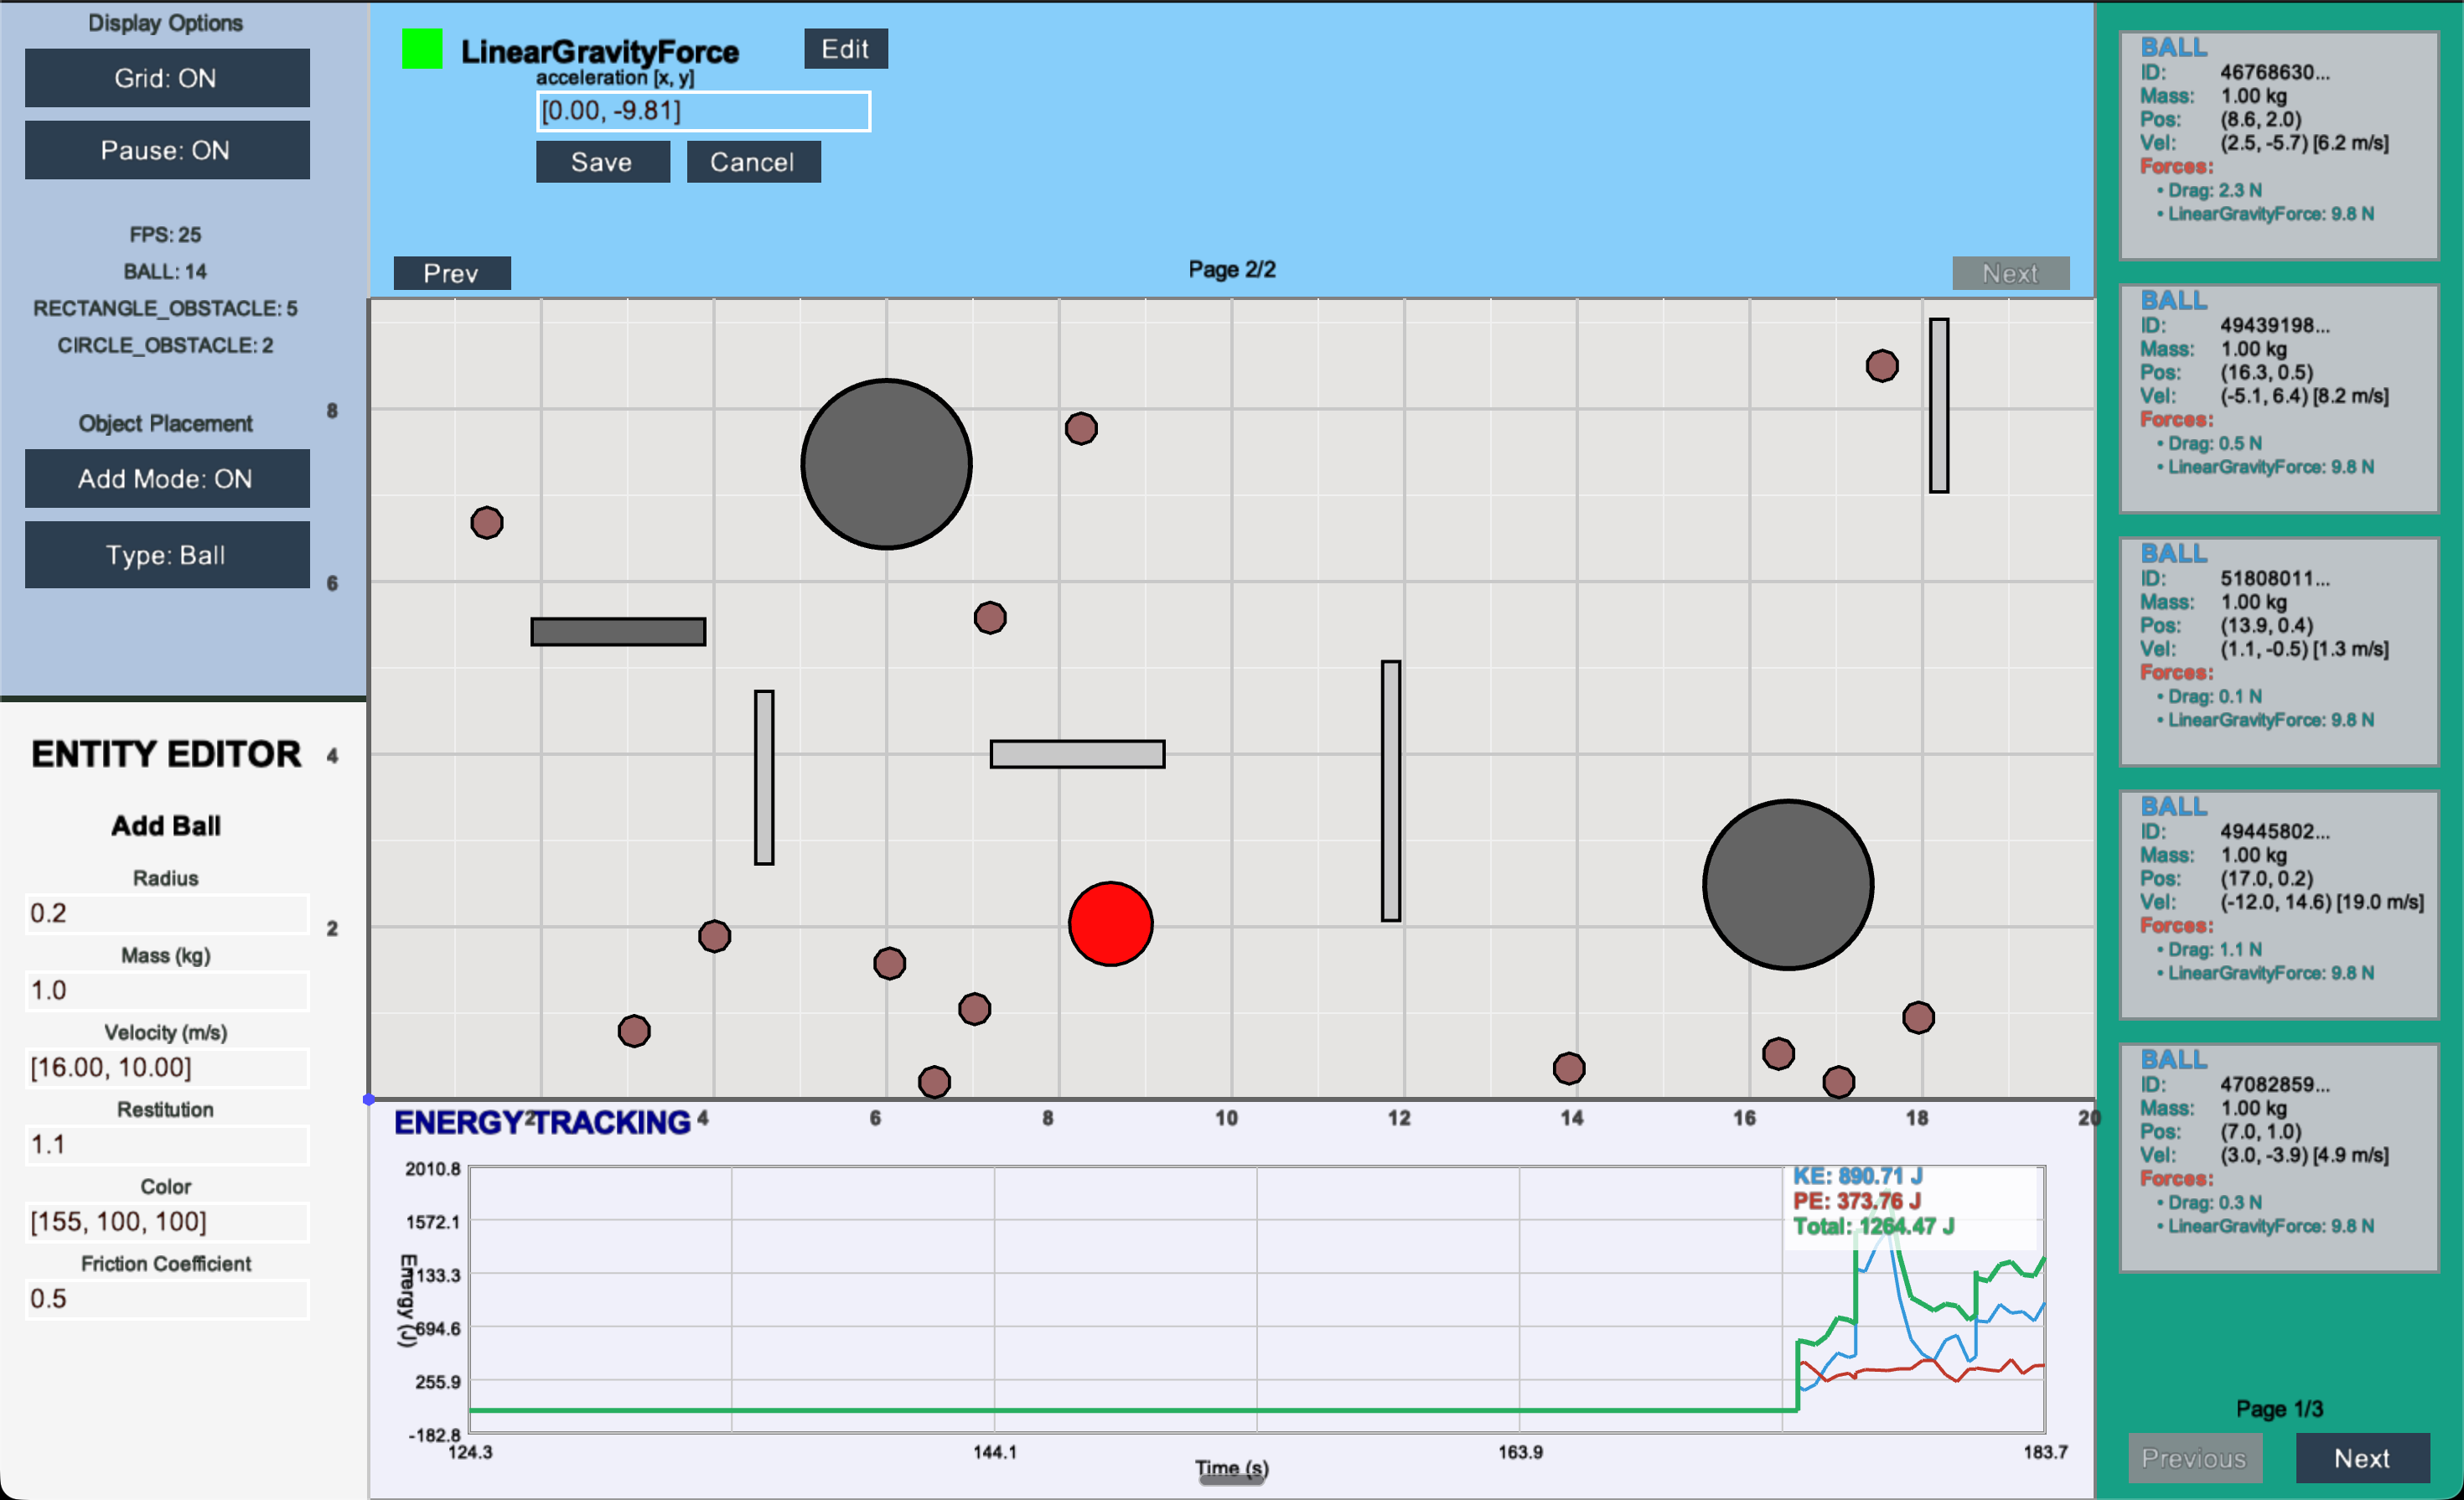 Display Options
Grid: ON
Pause: ON
FPS: 25
BALL: 14
RECTANGLE_OBSTACLE: 5
CIRCLE_OBSTACLE: 2
Object Placement
Add Mode: ON
Type: Ball
ENTITY EDITOR
Add Ball
Radius
0.2
Mass (kg)
1.0
Velocity (m/s)
[16.00, 10.00]
Restitution
1.1
Color
[155, 100, 100]
Friction Coefficient
0.5
LinearGravityForce
Edit
acceleration [x, y]
[0.00, -9.81]
Save
Cancel
Prev
Page 2/2
Next
8
6
4
2
2
4
6
8
10
12
14
16
18
20
ENERGY TRACKING
2010.8
1572.1
1133.3
694.6
255.9
-182.8
Energy (J)
KE: 890.71 J
PE: 373.76 J
Total: 1264.47 J
124.3
144.1
163.9
183.7
Time (s)
BALL
ID: 46768630...
Mass: 1.00 kg
Pos: (8.6, 2.0)
Vel: (2.5, -5.7) [6.2 m/s]
Forces:
• Drag: 2.3 N
• LinearGravityForce: 9.8 N
BALL
ID: 49439198...
Mass: 1.00 kg
Pos: (16.3, 0.5)
Vel: (-5.1, 6.4) [8.2 m/s]
Forces:
• Drag: 0.5 N
• LinearGravityForce: 9.8 N
BALL
ID: 51808011...
Mass: 1.00 kg
Pos: (13.9, 0.4)
Vel: (1.1, -0.5) [1.3 m/s]
Forces:
• Drag: 0.1 N
• LinearGravityForce: 9.8 N
BALL
ID: 49445802...
Mass: 1.00 kg
Pos: (17.0, 0.2)
Vel: (-12.0, 14.6) [19.0 m/s]
Forces:
• Drag: 1.1 N
• LinearGravityForce: 9.8 N
BALL
ID: 47082859...
Mass: 1.00 kg
Pos: (7.0, 1.0)
Vel: (3.0, -3.9) [4.9 m/s]
Forces:
• Drag: 0.3 N
• LinearGravityForce: 9.8 N
Page 1/3
Previous
Next